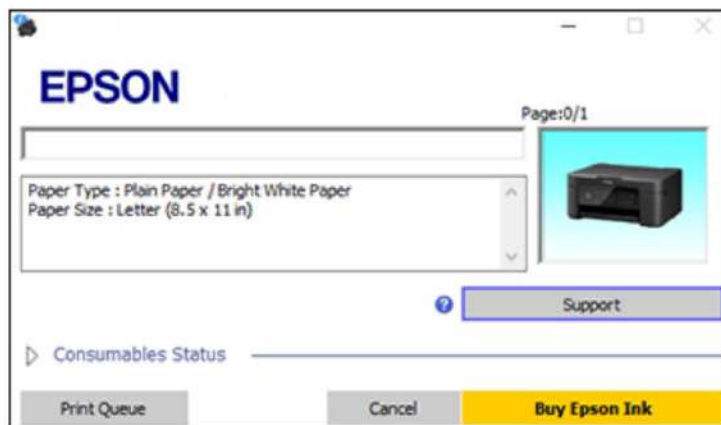 EPSON
Page:0/1
Paper Type : Plain Paper / Bright White Paper
Paper Size : Letter (8.5 x 11 in)
Support
Consumables Status
Print Queue
Cancel
Buy Epson Ink